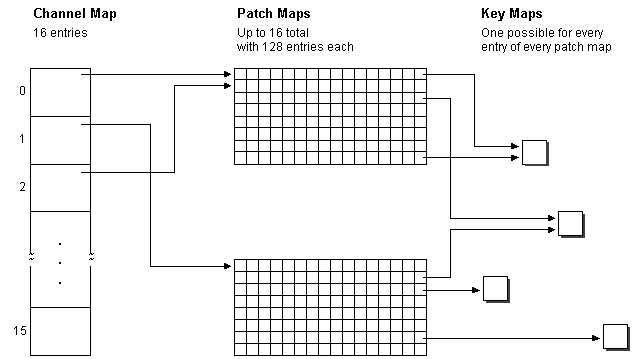 Channel Map
16 entries
Patch Maps
Up to 16 total
with 128 entries each
Key Maps
One possible for every
entry of every patch map
0
1
2
15